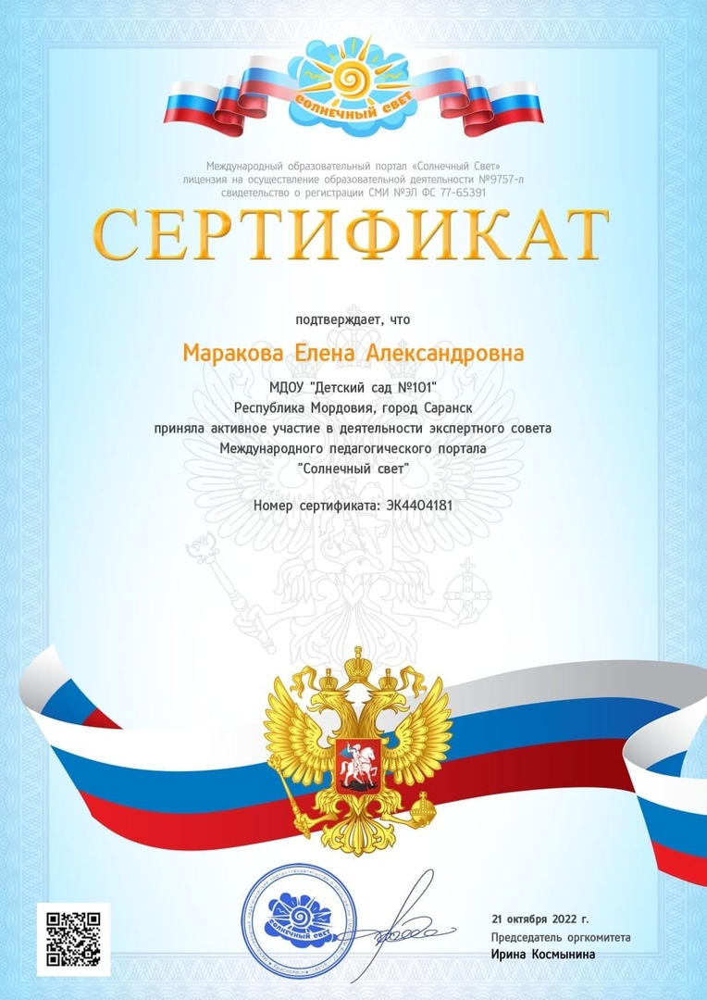 СОЛНЕЧНЫЙ СВЕТ
Международный образовательный портал «Солнечный Свет»
лицензия на осуществление образовательной деятельности №9757-л
свидетельство о регистрации СМИ №ЭЛ ФС 77-65391
СЕРТИФИКАТ
подтверждает, что
Маракова Елена Александровна
МДОУ "Детский сад №101"
Республика Мордовия, город Саранск
приняла активное участие в деятельности экспертного совета
Международного педагогического портала
"Солнечный свет"
Номер сертификата: ЭК4404181
СОЛНЕЧНЫЙ СВЕТ
21 октября 2022 г.
Председатель оргкомитета
Ирина Космынина